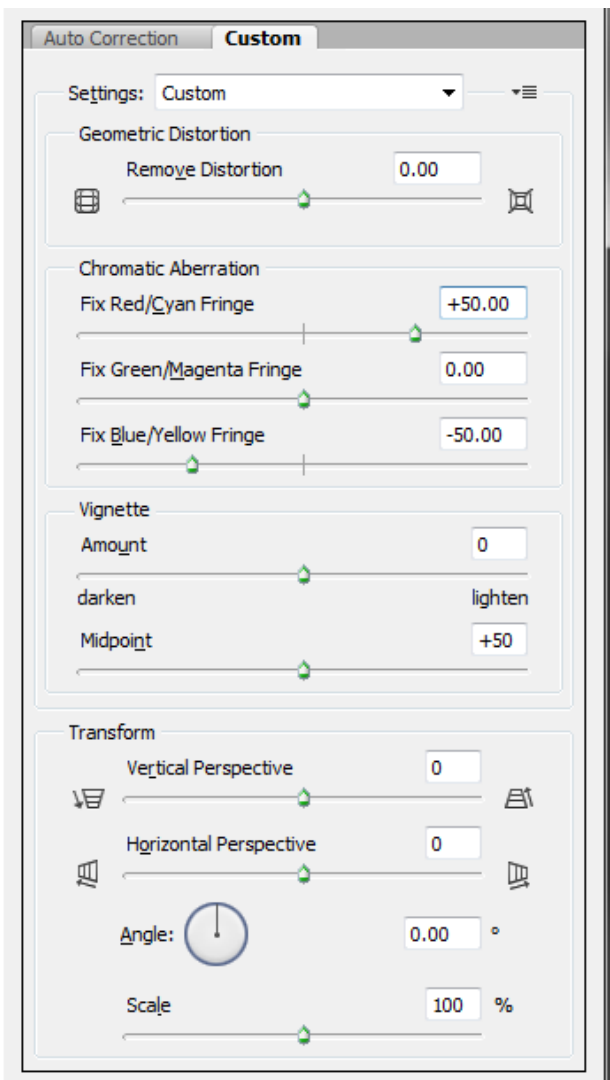 Auto Correction Custom
Settings: Custom
Geometric Distortion
Remove Distortion 0.00
Chromatic Aberration
Fix Red/Cyan Fringe +50.00
Fix Green/Magenta Fringe 0.00
Fix Blue/Yellow Fringe -50.00
Vignette
Amount 0
darken lighten
Midpoint +50
Transform
Vertical Perspective 0
Horizontal Perspective 0
Angle: 0.00 °
Scale 100 %